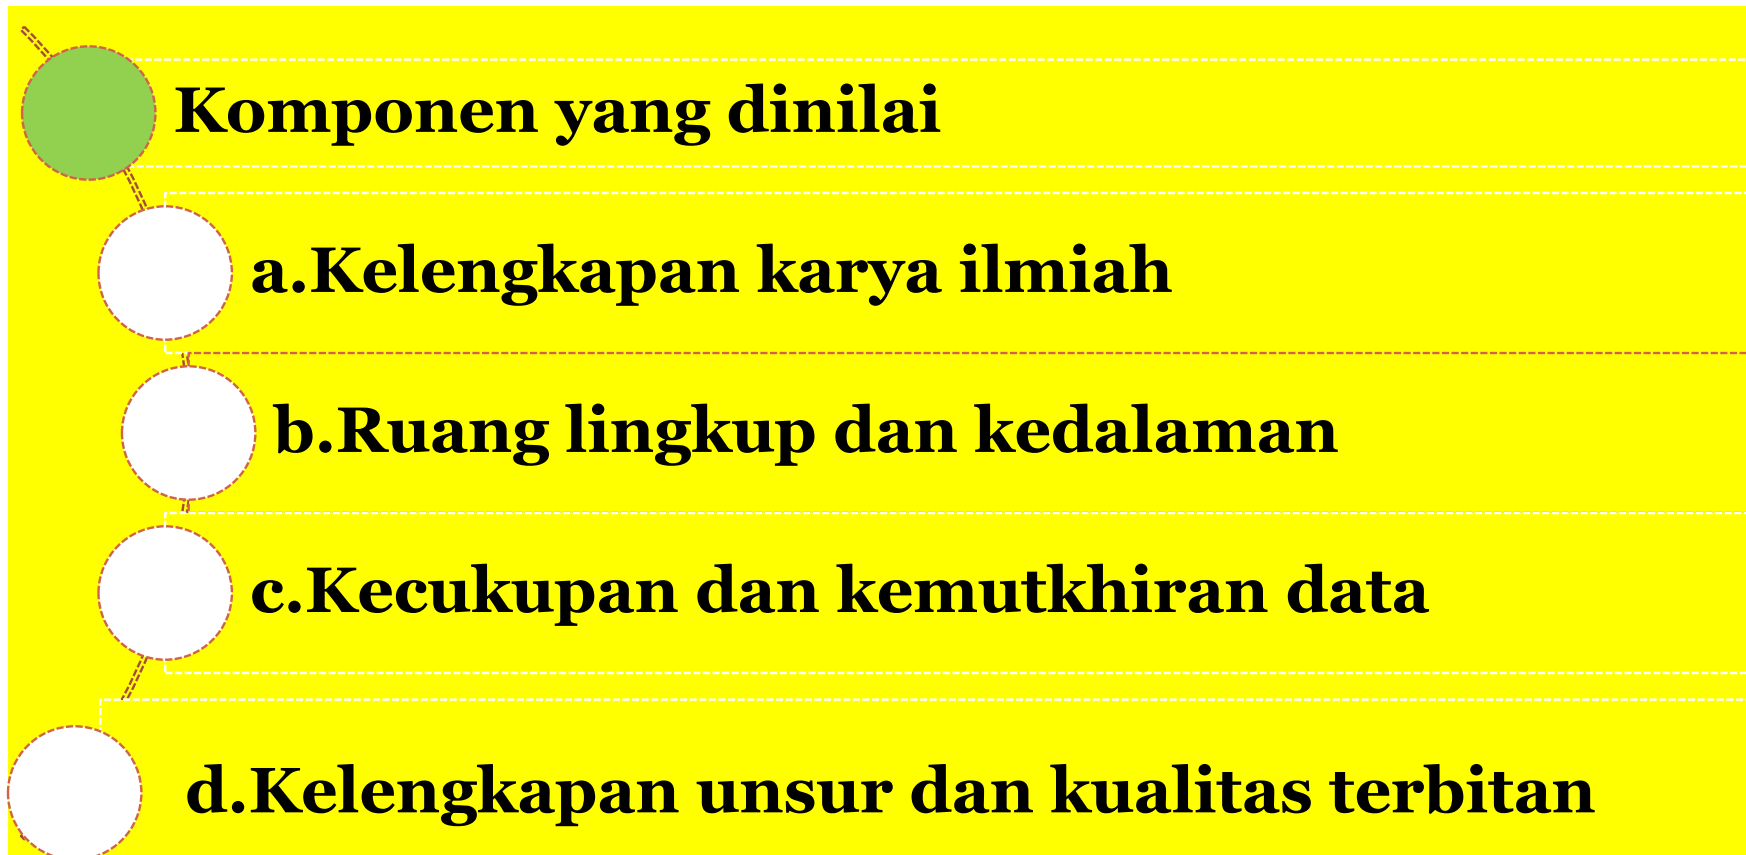 Komponen yang dinilai
a.Kelengkapan karya ilmiah
b.Ruang lingkup dan kedalaman
c.Kecukupan dan kemutkhiran data
d.Kelengkapan unsur dan kualitas terbitan